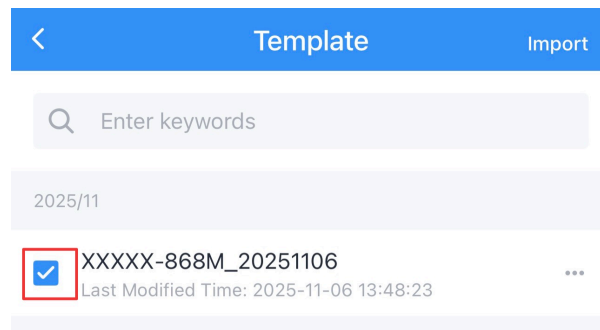 Template
Import
Enter keywords
2025/11
XXXXX-868M_20251106
Last Modified Time: 2025-11-06 13:48:23